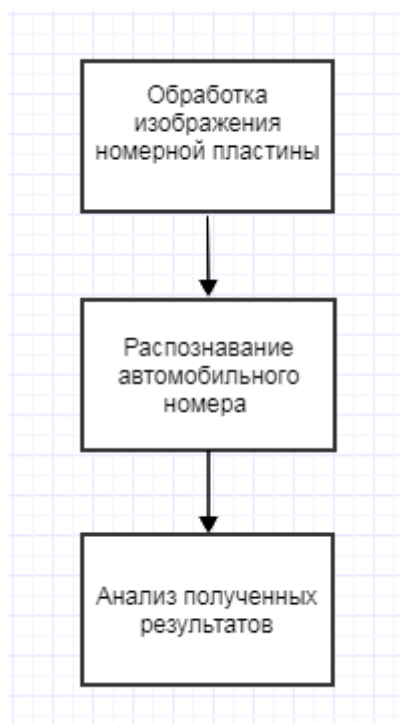 Обработка
изображения
номерной пластины
Распознавание
автомобильного
номера
Анализ полученных
результатов